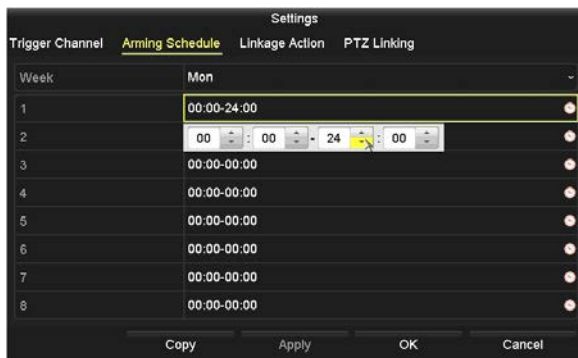 Settings
Trigger Channel Arming Schedule Linkage Action PTZ Linking
Week Mon
1 00:00-24:00
2 00 : 00 - 24 : 00
3 00:00-00:00
4 00:00-00:00
5 00:00-00:00
6 00:00-00:00
7 00:00-00:00
8 00:00-00:00
Copy Apply OK Cancel